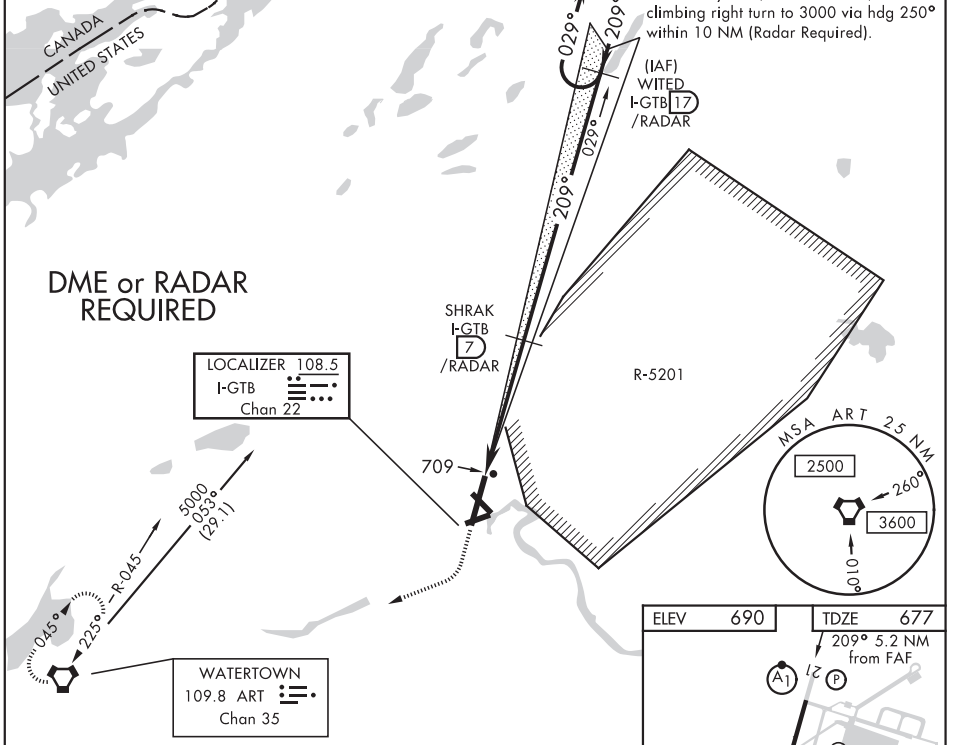 climbing right turn to 3000 via hdg 250°
within 10 NM (Radar Required).
CANADA
UNITED STATES
029°
209°
(IAF)
WITED
I-GTB 17
/RADAR
029°
209°
DME or RADAR
REQUIRED
SHRAK
I-GTB
7
/RADAR
R-5201
LOCALIZER 108.5
I-GTB
Chan 22
709
MSA ART 25 NM
2500
260°
3600
010°
5000
053°
(29.1)
R-045
045°
225°
WATERTOWN
109.8 ART
Chan 35
ELEV 690
TDZE 677
209° 5.2 NM
from FAF
21
A1
P